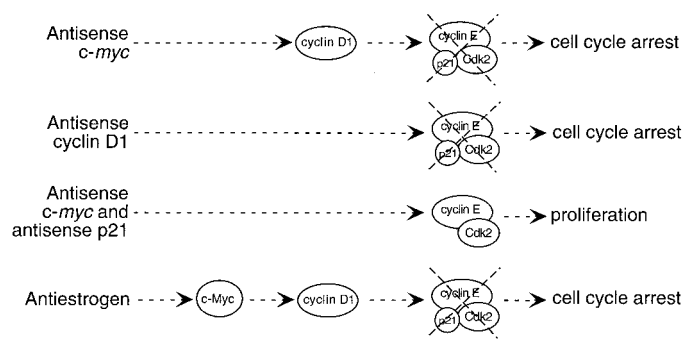 Antisense
c-myc
cyclin D1
cyclin E
p21
Cdk2
cell cycle arrest
Antisense
cyclin D1
cyclin E
p21
Cdk2
cell cycle arrest
Antisense
c-myc and
antisense p21
cyclin E
Cdk2
proliferation
Antiestrogen
c-Myc
cyclin D1
cyclin E
p21
Cdk2
cell cycle arrest